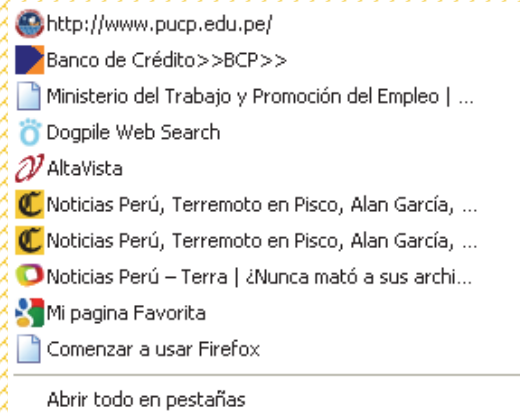 http://www.pucp.edu.pe/
Banco de Crédito>>BCP>>
Ministerio del Trabajo y Promoción del Empleo | ...
Dogpile Web Search
AltaVista
Noticias Perú, Terremoto en Pisco, Alan García, ...
Noticias Perú, Terremoto en Pisco, Alan García, ...
Noticias Perú – Terra | ¿Nunca mató a sus archi...
Mi pagina Favorita
Comenzar a usar Firefox
Abrir todo en pestañas